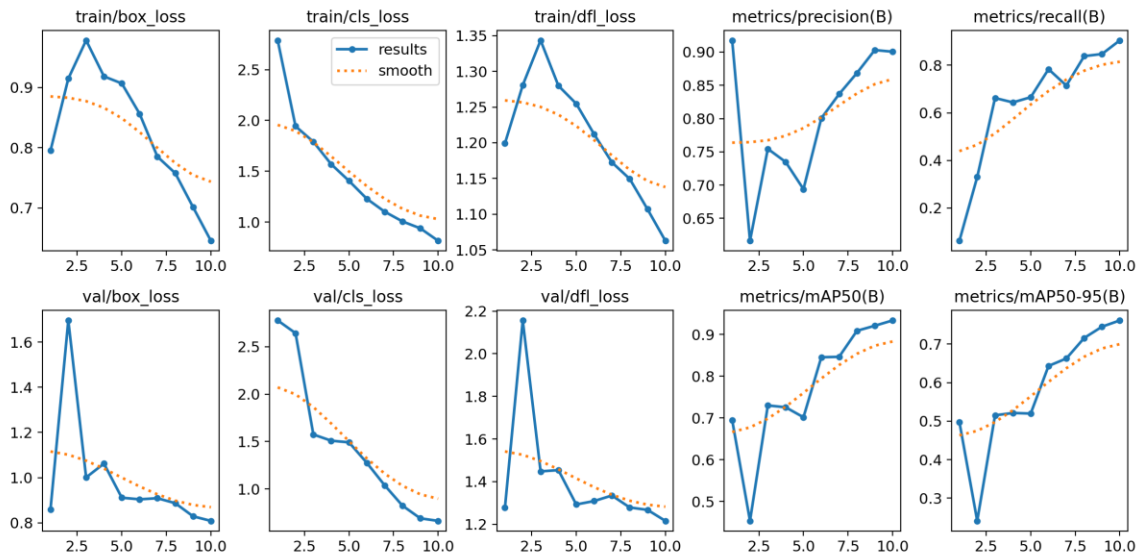 train/box_loss
train/cls_loss
train/dfl_loss
metrics/precision(B)
metrics/recall(B)
results
smooth
0.9
0.8
0.7
2.5
2.0
1.5
1.0
1.35
1.30
1.25
1.20
1.15
1.10
1.05
0.90
0.85
0.80
0.75
0.70
0.65
0.8
0.6
0.4
0.2
2.5 5.0 7.5 10.0
2.5 5.0 7.5 10.0
2.5 5.0 7.5 10.0
2.5 5.0 7.5 10.0
2.5 5.0 7.5 10.0
val/box_loss
val/cls_loss
val/dfl_loss
metrics/mAP50(B)
metrics/mAP50-95(B)
1.6
1.4
1.2
1.0
0.8
2.5
2.0
1.5
1.0
2.2
2.0
1.8
1.6
1.4
1.2
0.9
0.8
0.7
0.6
0.5
0.7
0.6
0.5
0.4
0.3
2.5 5.0 7.5 10.0
2.5 5.0 7.5 10.0
2.5 5.0 7.5 10.0
2.5 5.0 7.5 10.0
2.5 5.0 7.5 10.0